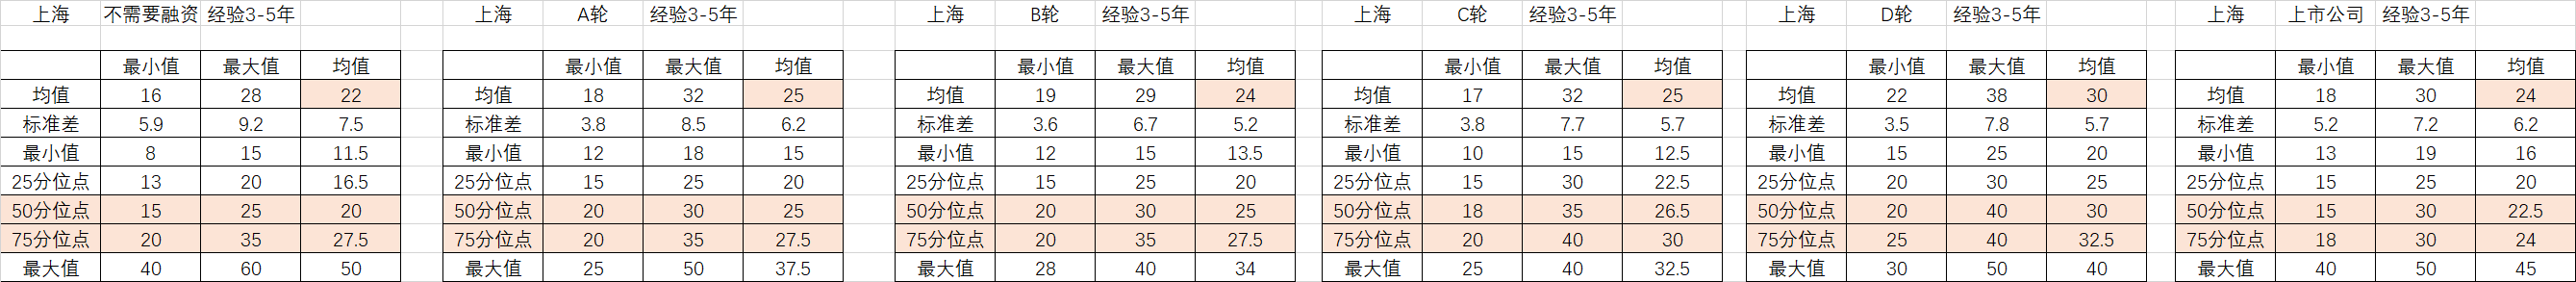 上海 不需要融资 经验3-5年 上海 A轮 经验3-5年 上海 B轮 经验3-5年 上海 C轮 经验3-5年 上海 D轮 经验3-5年 上海 上市公司 经验3-5年
最小值 最大值 均值 最小值 最大值 均值 最小值 最大值 均值 最小值 最大值 均值 最小值 最大值 均值 最小值 最大值 均值
均值 16 28 22 均值 18 32 25 均值 19 29 24 均值 17 32 25 均值 22 38 30 均值 18 30 24
标准差 5.9 9.2 7.5 标准差 3.8 8.5 6.2 标准差 3.6 6.7 5.2 标准差 3.8 7.7 5.7 标准差 3.5 7.8 5.7 标准差 5.2 7.2 6.2
最小值 8 15 11.5 最小值 12 18 15 最小值 12 15 13.5 最小值 10 15 12.5 最小值 15 25 20 最小值 13 19 16
25分位点 13 20 16.5 25分位点 15 25 20 25分位点 15 25 20 25分位点 15 30 22.5 25分位点 20 30 25 25分位点 15 25 20
50分位点 15 25 20 50分位点 20 30 25 50分位点 20 30 25 50分位点 18 35 26.5 50分位点 20 40 30 50分位点 15 30 22.5
75分位点 20 35 27.5 75分位点 20 35 27.5 75分位点 20 35 27.5 75分位点 20 40 30 75分位点 25 40 32.5 75分位点 18 30 24
最大值 40 60 50 最大值 25 50 37.5 最大值 28 40 34 最大值 25 40 32.5 最大值 30 50 40 最大值 40 50 45